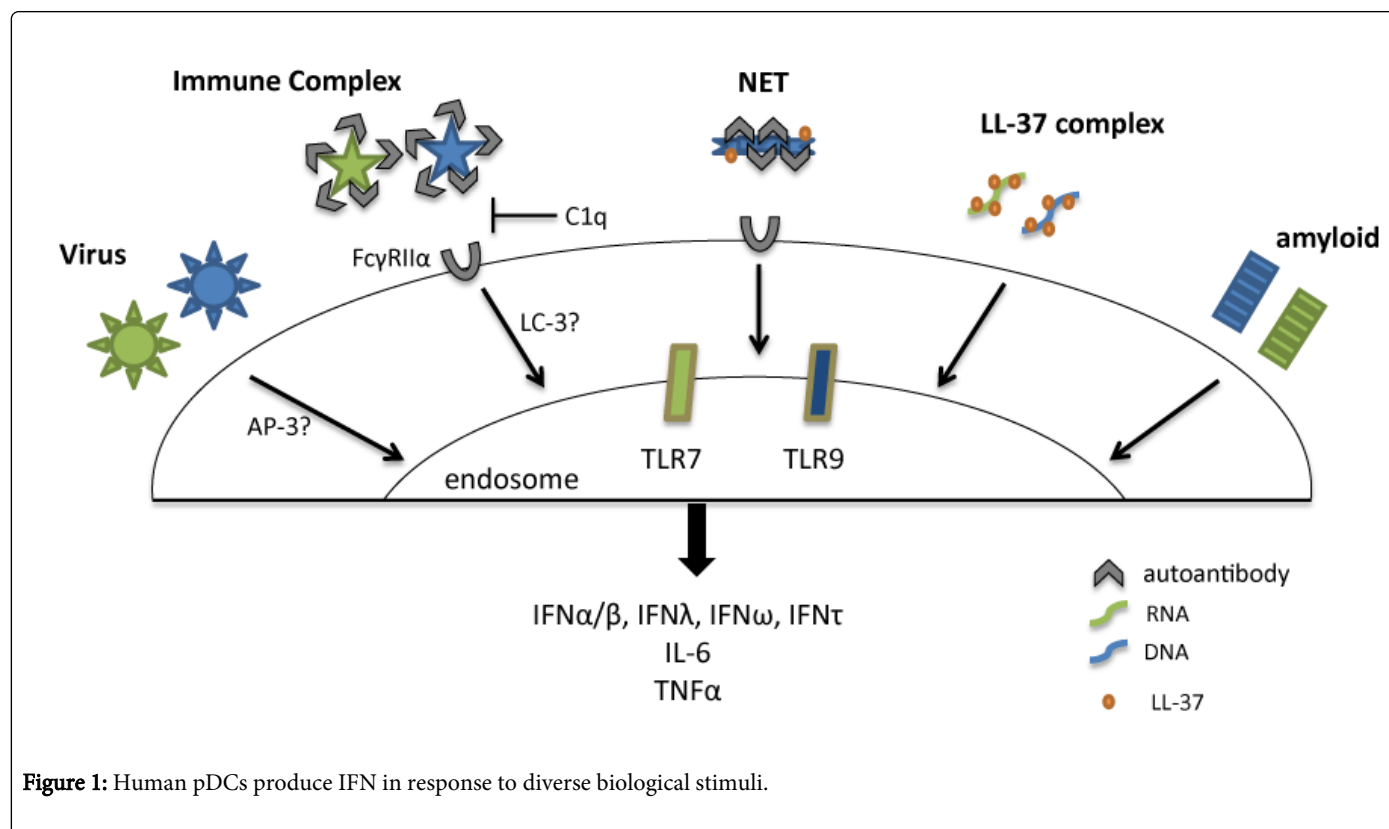 Immune Complex
NET
LL-37 complex
C1q
Virus
FcγRIIα
amyloid
LC-3?
AP-3?
TLR7
TLR9
endosome
IFNα/β, IFNλ, IFNω, IFNτ
IL-6
TNFα
autoantibody
RNA
DNA
LL-37
Figure 1: Human pDCs produce IFN in response to diverse biological stimuli.